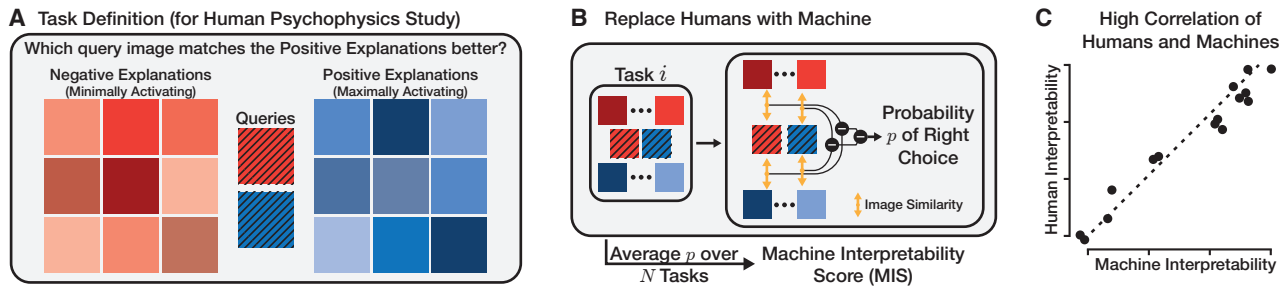 A Task Definition (for Human Psychophysics Study)
Which query image matches the Positive Explanations better?
Negative Explanations
(Minimally Activating)
Queries
Positive Explanations
(Maximally Activating)
B Replace Humans with Machine
Task i
Probability
p of Right
Choice
Image Similarity
Average p over
N Tasks
Machine Interpretability
Score (MIS)
C High Correlation of
Humans and Machines
Human Interpretability
Machine Interpretability